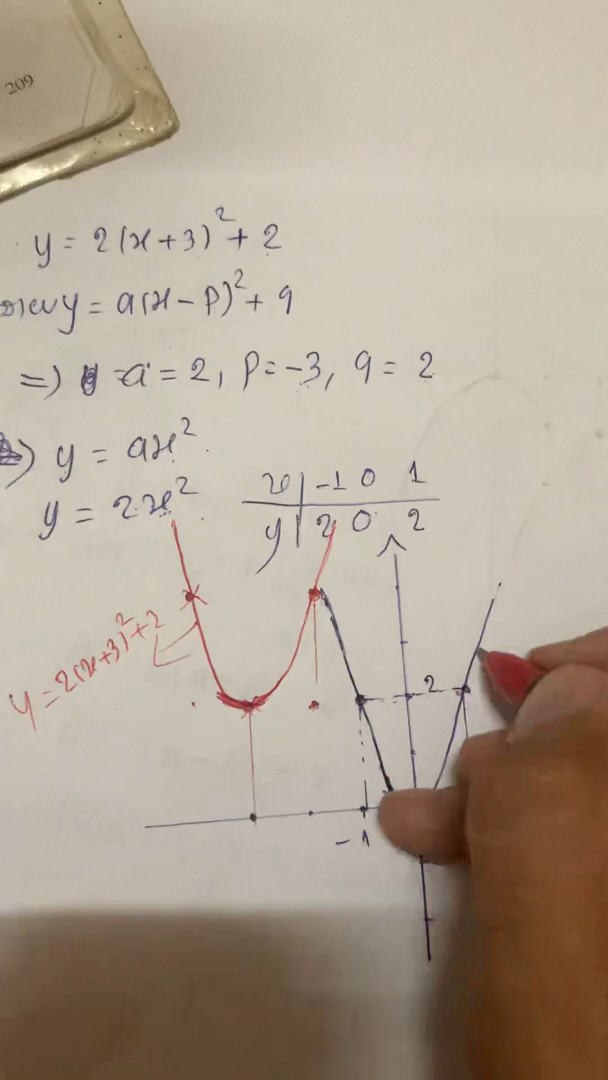 209
y = 2(x+3)² + 2
y = a(x-p)² + q
=) a = 2, p = -3, q = 2
) y = ax².
y = 2x²
x | -1 0 1
y | 2 0 2
y = 2(x+3)² + 2
2
-1